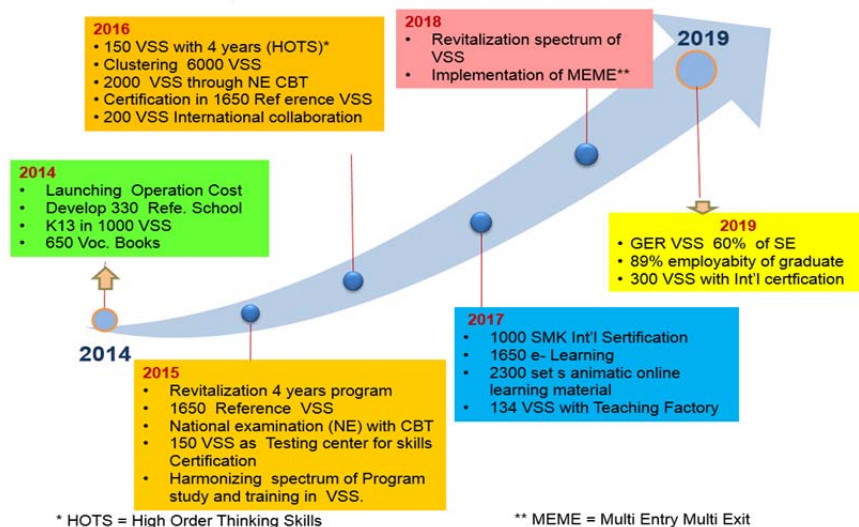 2016
• 150 VSS with 4 years (HOTS)*
• Clustering 6000 VSS
• 2000 VSS through NE CBT
• Certification in 1650 Ref erence VSS
• 200 VSS International collaboration
2018
• Revitalization spectrum of
VSS
• Implementation of MEME**
2019
2014
• Launching Operation Cost
• Develop 330 Refe. School
• K13 in 1000 VSS
• 650 Voc. Books
2019
• GER VSS 60% of SE
• 89% employabity of graduate
• 300 VSS with Int'l certfication
2014
2017
• 1000 SMK Int'l Sertification
• 1650 e- Learning
• 2300 set s animatic online
learning material
• 134 VSS with Teaching Factory
2015
• Revitalization 4 years program
• 1650 Reference VSS
• National examination (NE) with CBT
• 150 VSS as Testing center for skills
Certification
• Harmonizing spectrum of Program
study and training in VSS.
* HOTS = High Order Thinking Skills
** MEME = Multi Entry Multi Exit